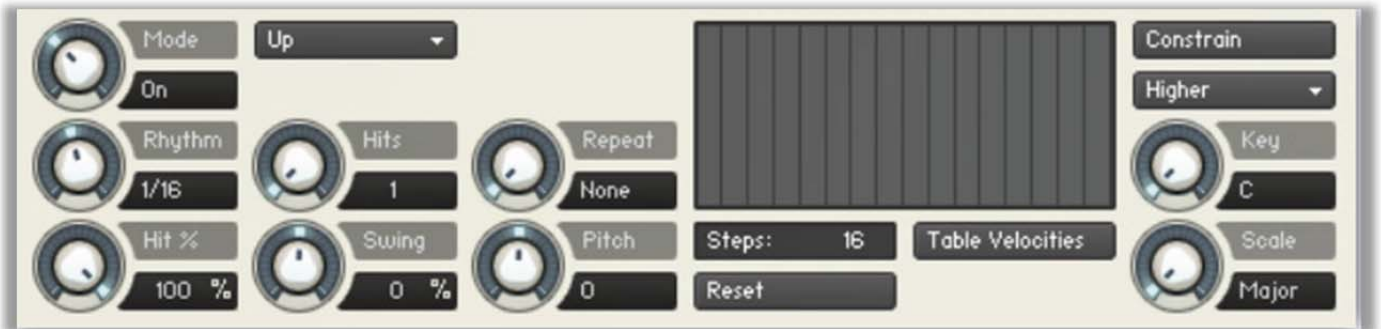 Mode Up Constrain
On Higher
Rhythm Hits Repeat Key
1/16 1 None C
Hit % Swing Pitch Steps: 16 Table Velocities Scale
100 % 0 % 0 Reset Major